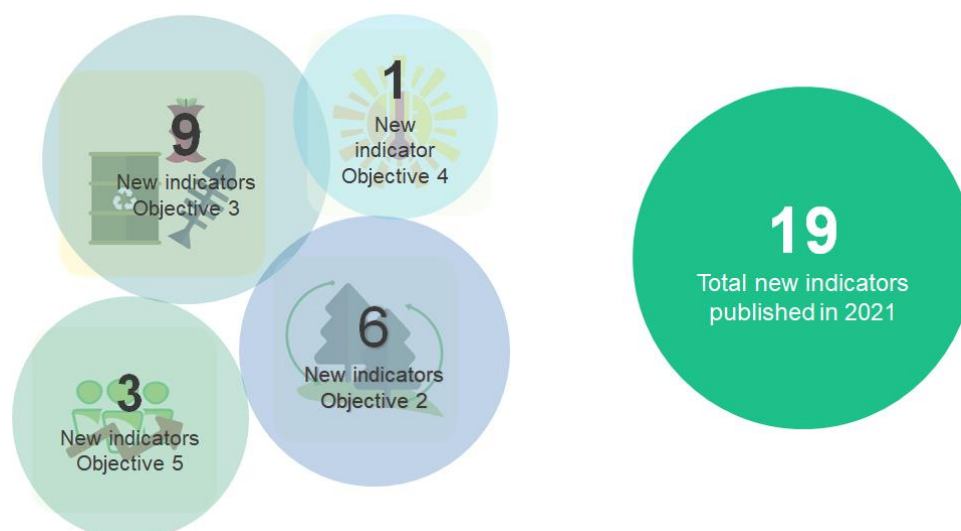 9
New indicators
Objective 3
1
New
indicator
Objective 4
6
New indicators
Objective 2
3
New indicators
Objective 5
19
Total new indicators
published in 2021